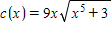 c(x) = 9x√(x⁵ + 3)